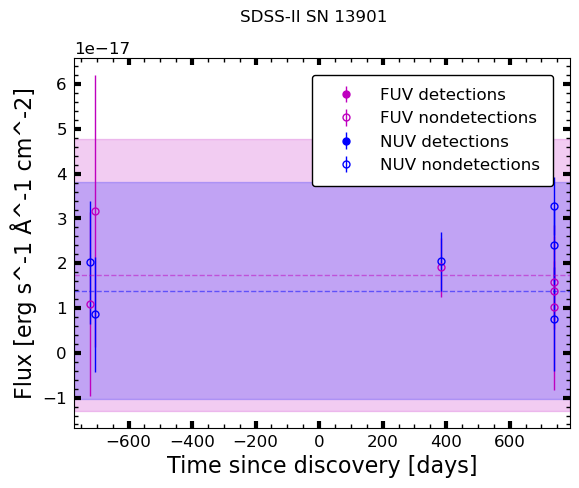 SDSS-II SN 13901
1e−17
6
5
4
3
2
1
0
−1
Flux [erg s^-1 Å^-1 cm^-2]
FUV detections
FUV nondetections
NUV detections
NUV nondetections
−600 −400 −200 0 200 400 600
Time since discovery [days]